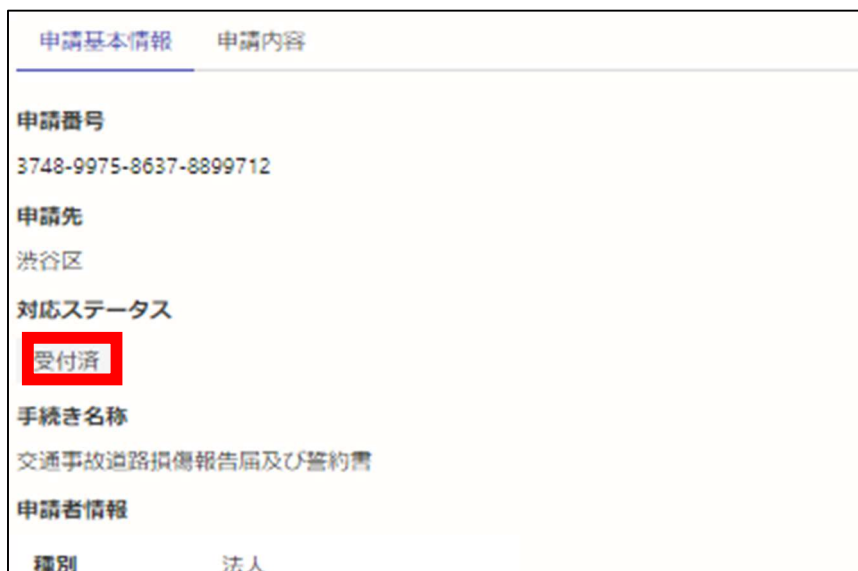 申請基本情報 申請内容
申請番号
3748-9975-8637-8899712
申請先
渋谷区
対応ステータス
受付済
手続き名称
交通事故道路損傷報告届及び誓約書
申請者情報
種別 法人